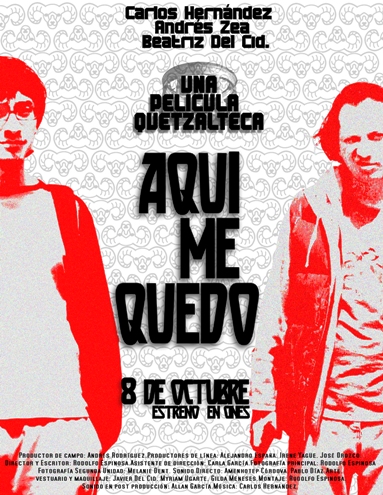 Carlos Hernández
Andrés Zea
Beatriz Del Cid.
UNA
PELICULA
QUETZALTECA
AQUI
ME
QUEDO
8 DE OCTUBRE
ESTRENO EN CINES
Productor de campo: Andrés Rodríguez.Productores de línea: Alejandro España, Irene Yagüe, José Orozco.
Director y Escritor: Rodolfo Espinosa.Asistente de dirección: Carla García.Fotografía principal: Rodolfo Espinosa
Fotografía Segunda Unidad: Melanie Dent. Sonido Directo: Amenhotep Córdova, Pablo Díaz.Arte,
vestuario y maquillaje: Javier Del Cid, Myriam Ugarte, Gilda Meneses.Montaje: Rodolfo Espinosa.
Sonido en post producción: Allan García.Música: Carlos Hernández.